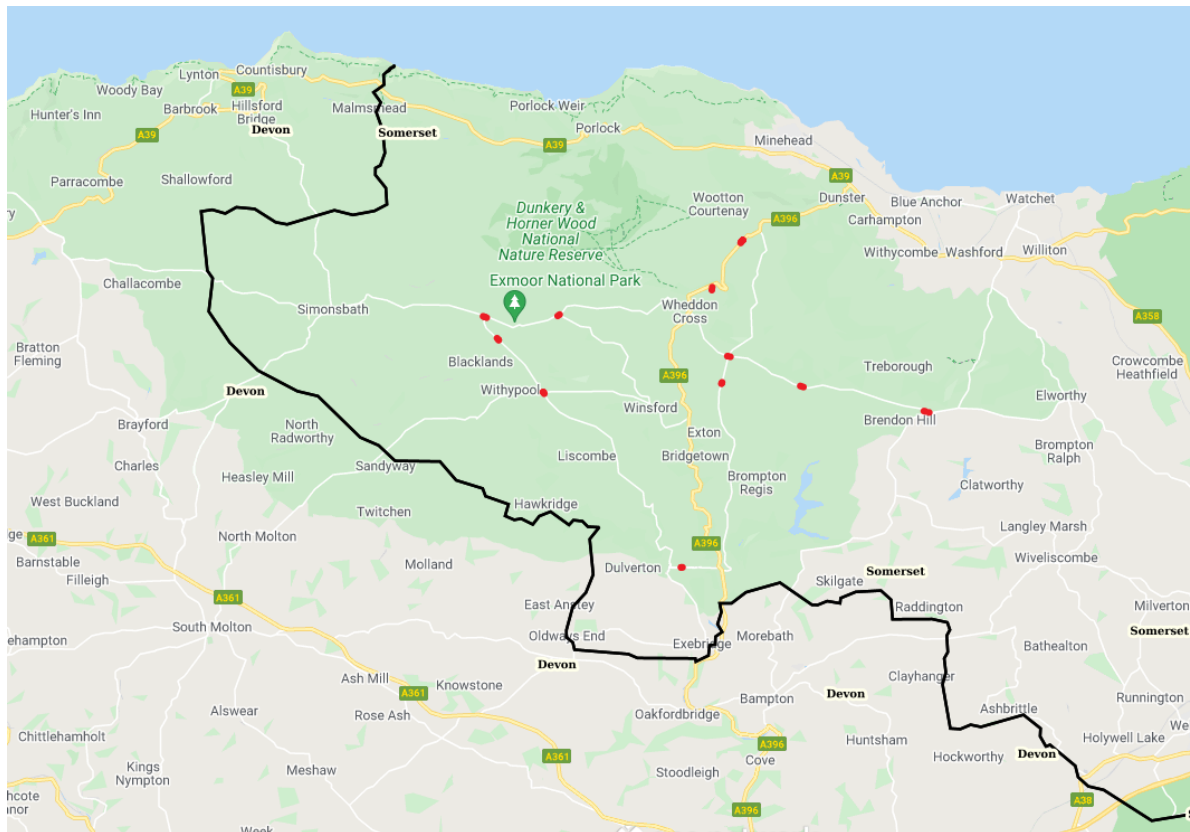 Lynton
Countisbury
Woody Bay
A39
Hunter's Inn
Barbrook
Hillsford
Bridge
Malmsmead
Porlock Weir
Devon
Somerset
Porlock
A39
A39
Minehead
Parracombe
Shallowford
A39
Dunster
Wootton
Courtenay
Blue Anchor
Watchet
Dunkery &
Horner Wood
National
Nature Reserve
A396
Carhampton
Withycombe
Washford
Williton
Exmoor National Park
Challacombe
Simonsbath
Wheddon
Cross
A358
Bratton
Fleming
Blacklands
Treborough
Crowcombe
Heathfield
A396
Withypool
Devon
Winsford
Elworthy
Brayford
North
Radworthy
Brendon Hill
Exton
Bridgetown
Brompton
Ralph
Charles
Sandyway
Liscombe
Heasley Mill
Brompton
Regis
Clatworthy
West Buckland
Hawkridge
Twitchen
Langley Marsh
A361
North Molton
A396
Barnstable
Filleigh
Molland
Dulverton
Wiveliscombe
Somerset
Skilgate
A361
East Anstey
Raddington
Milverton
South Molton
Oldways End
Exebridge
Morebath
Bathealton
Somerset
Devon
Ash Mill
Knowstone
A361
Clayhanger
Devon
Bampton
Runnington
Alswear
Rose Ash
Oakfordbridge
Ashbrittle
Chittlehamholt
Huntsham
Holywell Lake
A361
A396
Cove
Hockworthy
Devon
Kings
Nympton
Meshaw
Stoodleigh
A38
A396